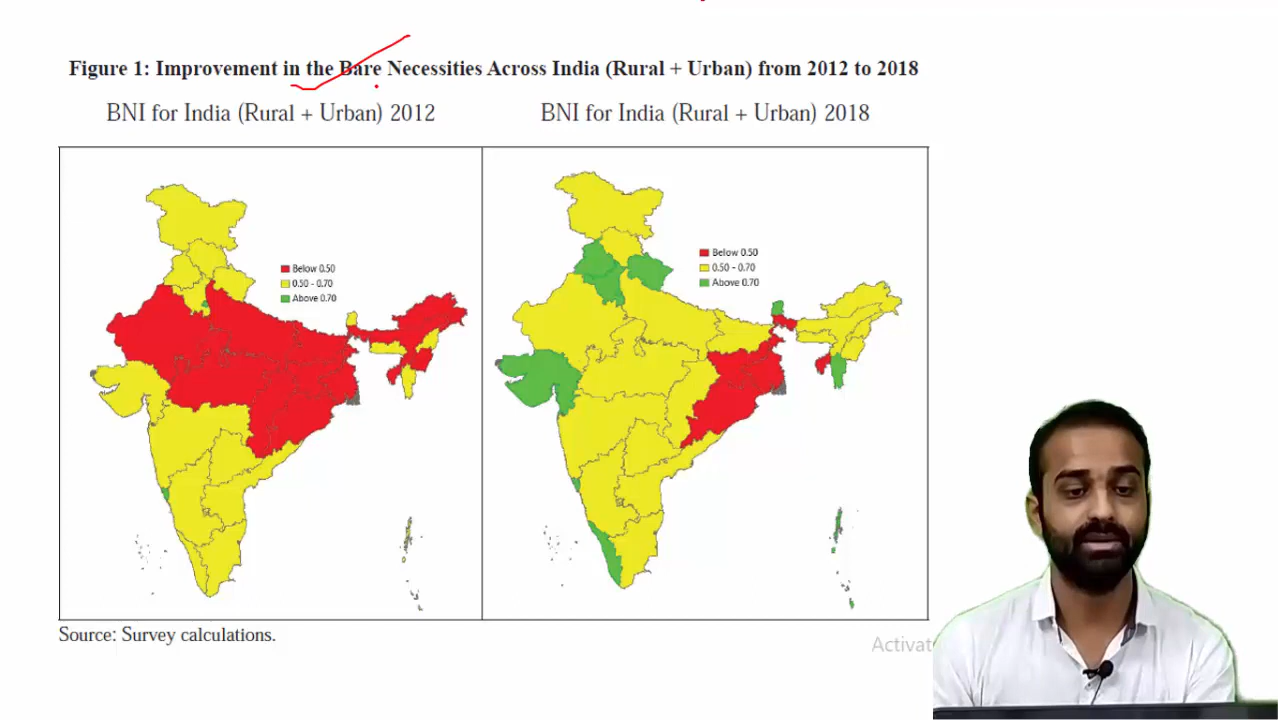 Figure 1: Improvement in the Bare Necessities Across India (Rural + Urban) from 2012 to 2018
BNI for India (Rural + Urban) 2012
BNI for India (Rural + Urban) 2018
Below 0.50
0.50 - 0.70
Above 0.70
Below 0.50
0.50 - 0.70
Above 0.70
Source: Survey calculations.
Activat